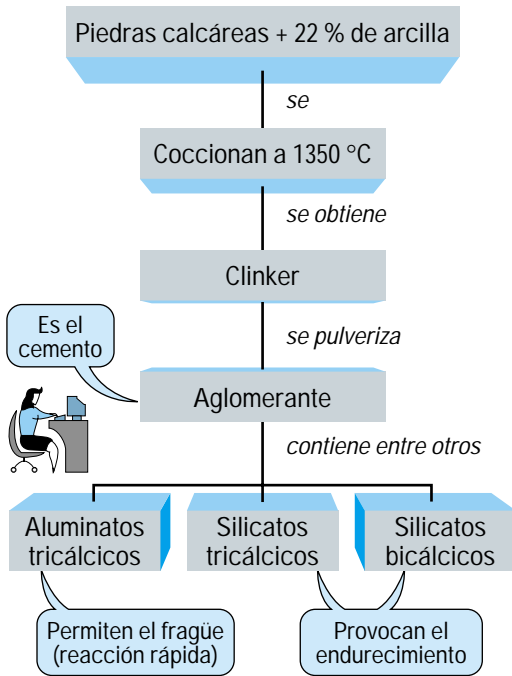 Piedras calcáreas + 22 % de arcilla
se
Coccionan a 1350 °C
se obtiene
Clinker
Es el
cemento
se pulveriza
Aglomerante
contiene entre otros
Aluminatos
tricálcicos
Silicatos
tricálcicos
Silicatos
bicálcicos
Permiten el fragüe
(reacción rápida)
Provocan el
endurecimiento